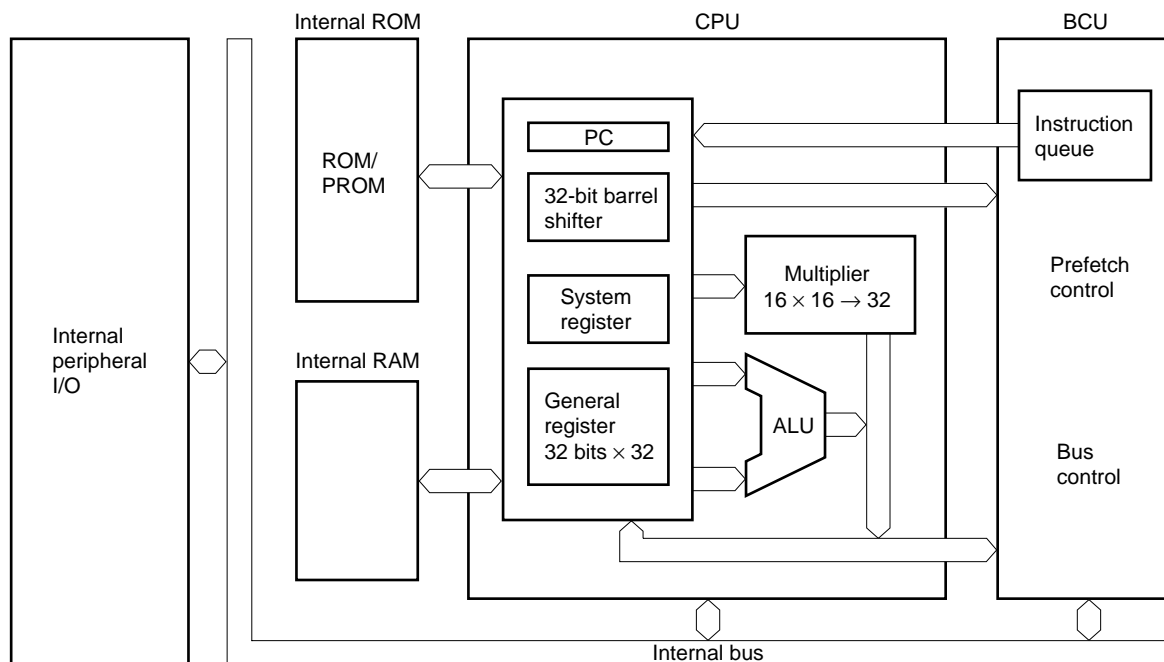 Internal ROM
CPU
BCU
ROM/
PROM
PC
32-bit barrel
shifter
System
register
General
register
32 bits × 32
Multiplier
16 × 16 → 32
ALU
Instruction
queue
Prefetch
control
Bus
control
Internal
peripheral
I/O
Internal RAM
Internal bus